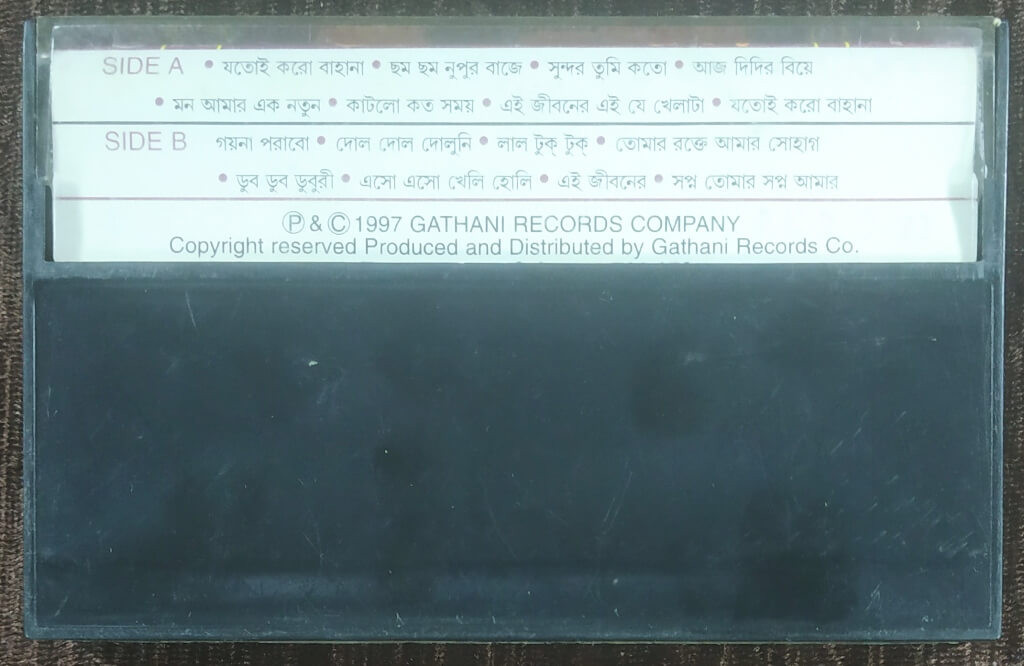 SIDE A • যতোই করো বাহানা • ছম ছম নুপুর বাজে • সুন্দর তুমি কতো • আজ দিদির বিয়ে
• মন আমার এক নতুন • কাটলো কত সময় • এই জীবনের এই যে খেলাটা • যতোই করো বাহানা
SIDE B গয়না পরাবো • দোল দোল দোলুনি • লাল টুক্ টুক্ • তোমার রক্তে আমার সোহাগ
• ডুব ডুব ডুবুরী • এসো এসো খেলি হোলি • এই জীবনের • সপ্ন তোমার সপ্ন আমার
Ⓟ & © 1997 GATHANI RECORDS COMPANY
Copyright reserved Produced and Distributed by Gathani Records Co.